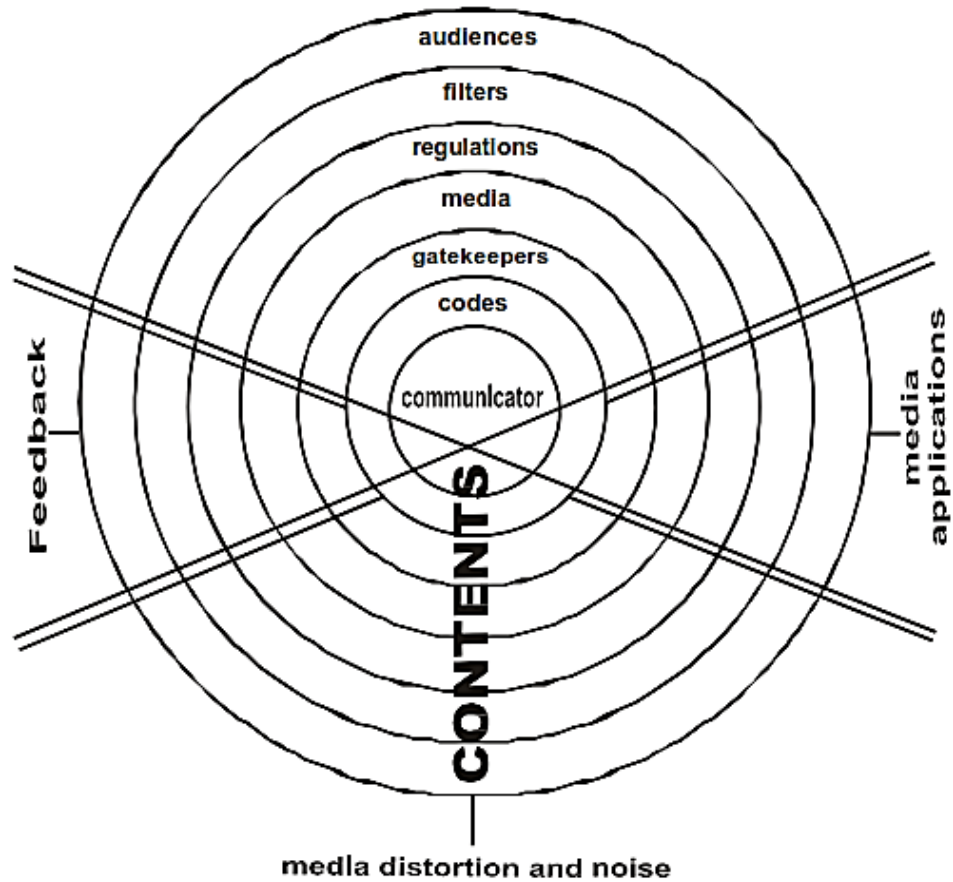 audiences
filters
regulations
media
gatekeepers
codes
communicator
Feedback
media
applications
CONTENTS
media distortion and noise